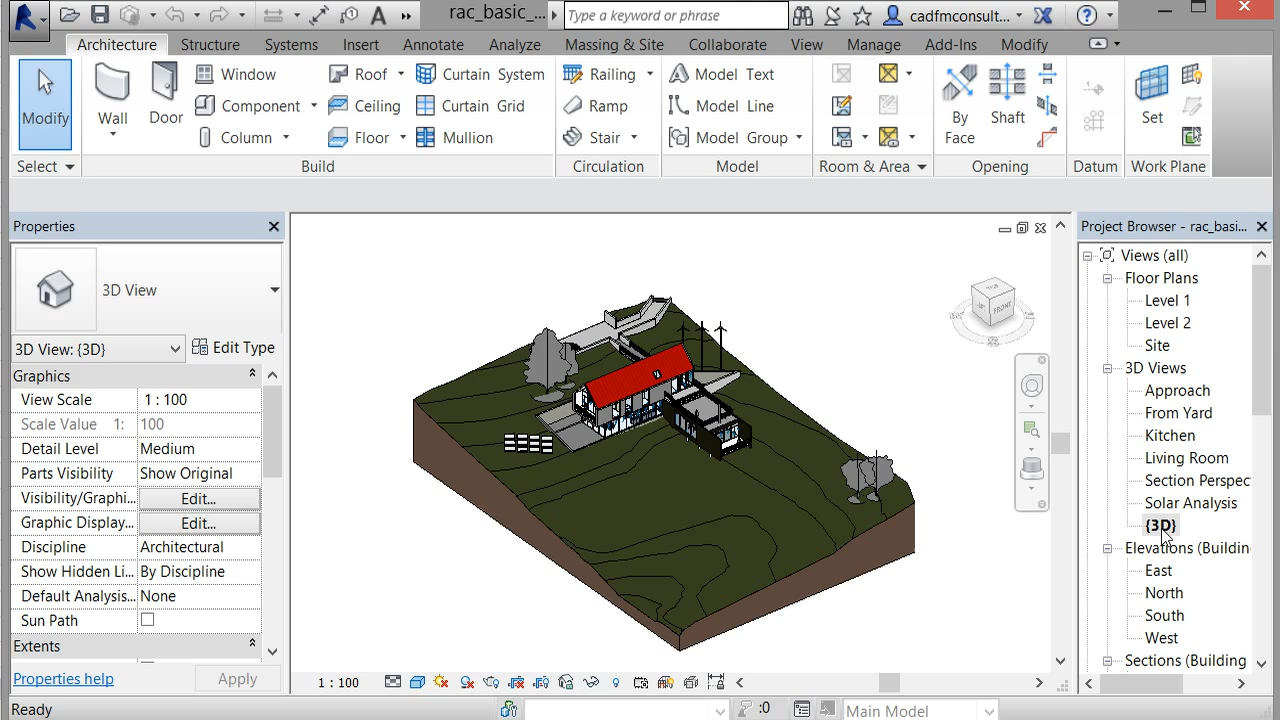 rac_basic_...
Type a keyword or phrase
cadfmconsult...
Architecture Structure Systems Insert Annotate Analyze Massing & Site Collaborate View Manage Add-Ins Modify
Modify
Wall
Door
Window
Component
Column
Roof
Ceiling
Floor
Curtain System
Curtain Grid
Mullion
Railing
Ramp
Stair
Model Text
Model Line
Model Group
By
Face
Shaft
Set
Select
Build
Circulation
Model
Room & Area
Opening
Datum
Work Plane
Properties
3D View
3D View: {3D}
Edit Type
Graphics
View Scale 1 : 100
Scale Value 1: 100
Detail Level Medium
Parts Visibility Show Original
Visibility/Graphi... Edit...
Graphic Display... Edit...
Discipline Architectural
Show Hidden Li... By Discipline
Default Analysis... None
Sun Path
Extents
Properties help
Apply
FRONT
1 : 100
Project Browser - rac_basi...
Views (all)
Floor Plans
Level 1
Level 2
Site
3D Views
Approach
From Yard
Kitchen
Living Room
Section Perspec
Solar Analysis
{3D}
Elevations (Buildin
East
North
South
West
Sections (Building
Ready
:0
Main Model